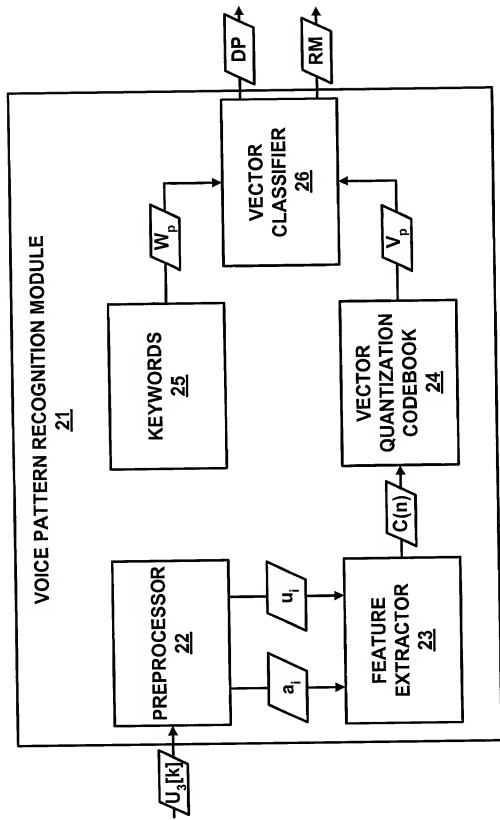 VOICE PATTERN RECOGNITION MODULE
21
U3[k]
PREPROCESSOR
22
ai
ui
FEATURE
EXTRACTOR
23
C(n)
KEYWORDS
25
Wp
VECTOR
QUANTIZATION
CODEBOOK
24
Vp
VECTOR
CLASSIFIER
26
DP
RM